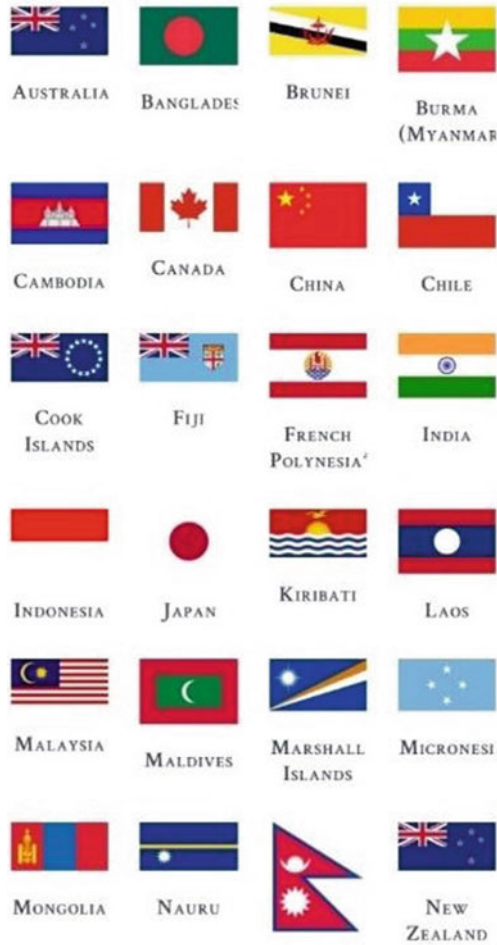 AUSTRALIA
BANGLADES
BRUNEI
BURMA
(MYANMAR
CAMBODIA
CANADA
CHINA
CHILE
COOK
ISLANDS
FIJI
FRENCH
POLYNESIA
INDIA
INDONESIA
JAPAN
KIRIBATI
LAOS
MALAYSIA
MALDIVES
MARSHALL
ISLANDS
MICRONESI
MONGOLIA
NAURU
NEW
ZEALAND